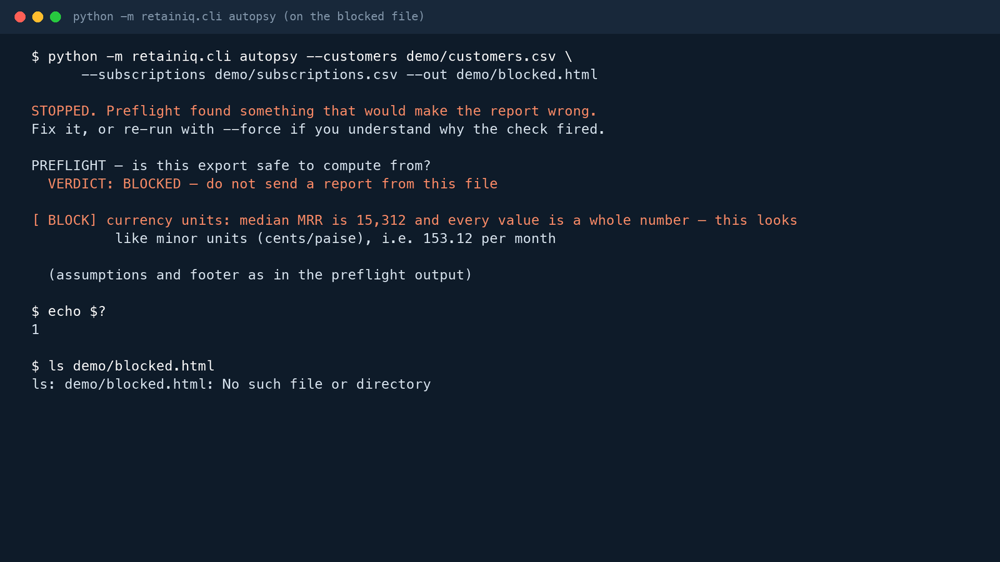 python -m retainiq.cli autopsy (on the blocked file)
$ python -m retainiq.cli autopsy --customers demo/customers.csv \
--subscriptions demo/subscriptions.csv --out demo/blocked.html
STOPPED. Preflight found something that would make the report wrong.
Fix it, or re-run with --force if you understand why the check fired.
PREFLIGHT — is this export safe to compute from?
VERDICT: BLOCKED — do not send a report from this file
[ BLOCK] currency units: median MRR is 15,312 and every value is a whole number — this looks
like minor units (cents/paise), i.e. 153.12 per month
(assumptions and footer as in the preflight output)
$ echo $?
1
$ ls demo/blocked.html
ls: demo/blocked.html: No such file or directory